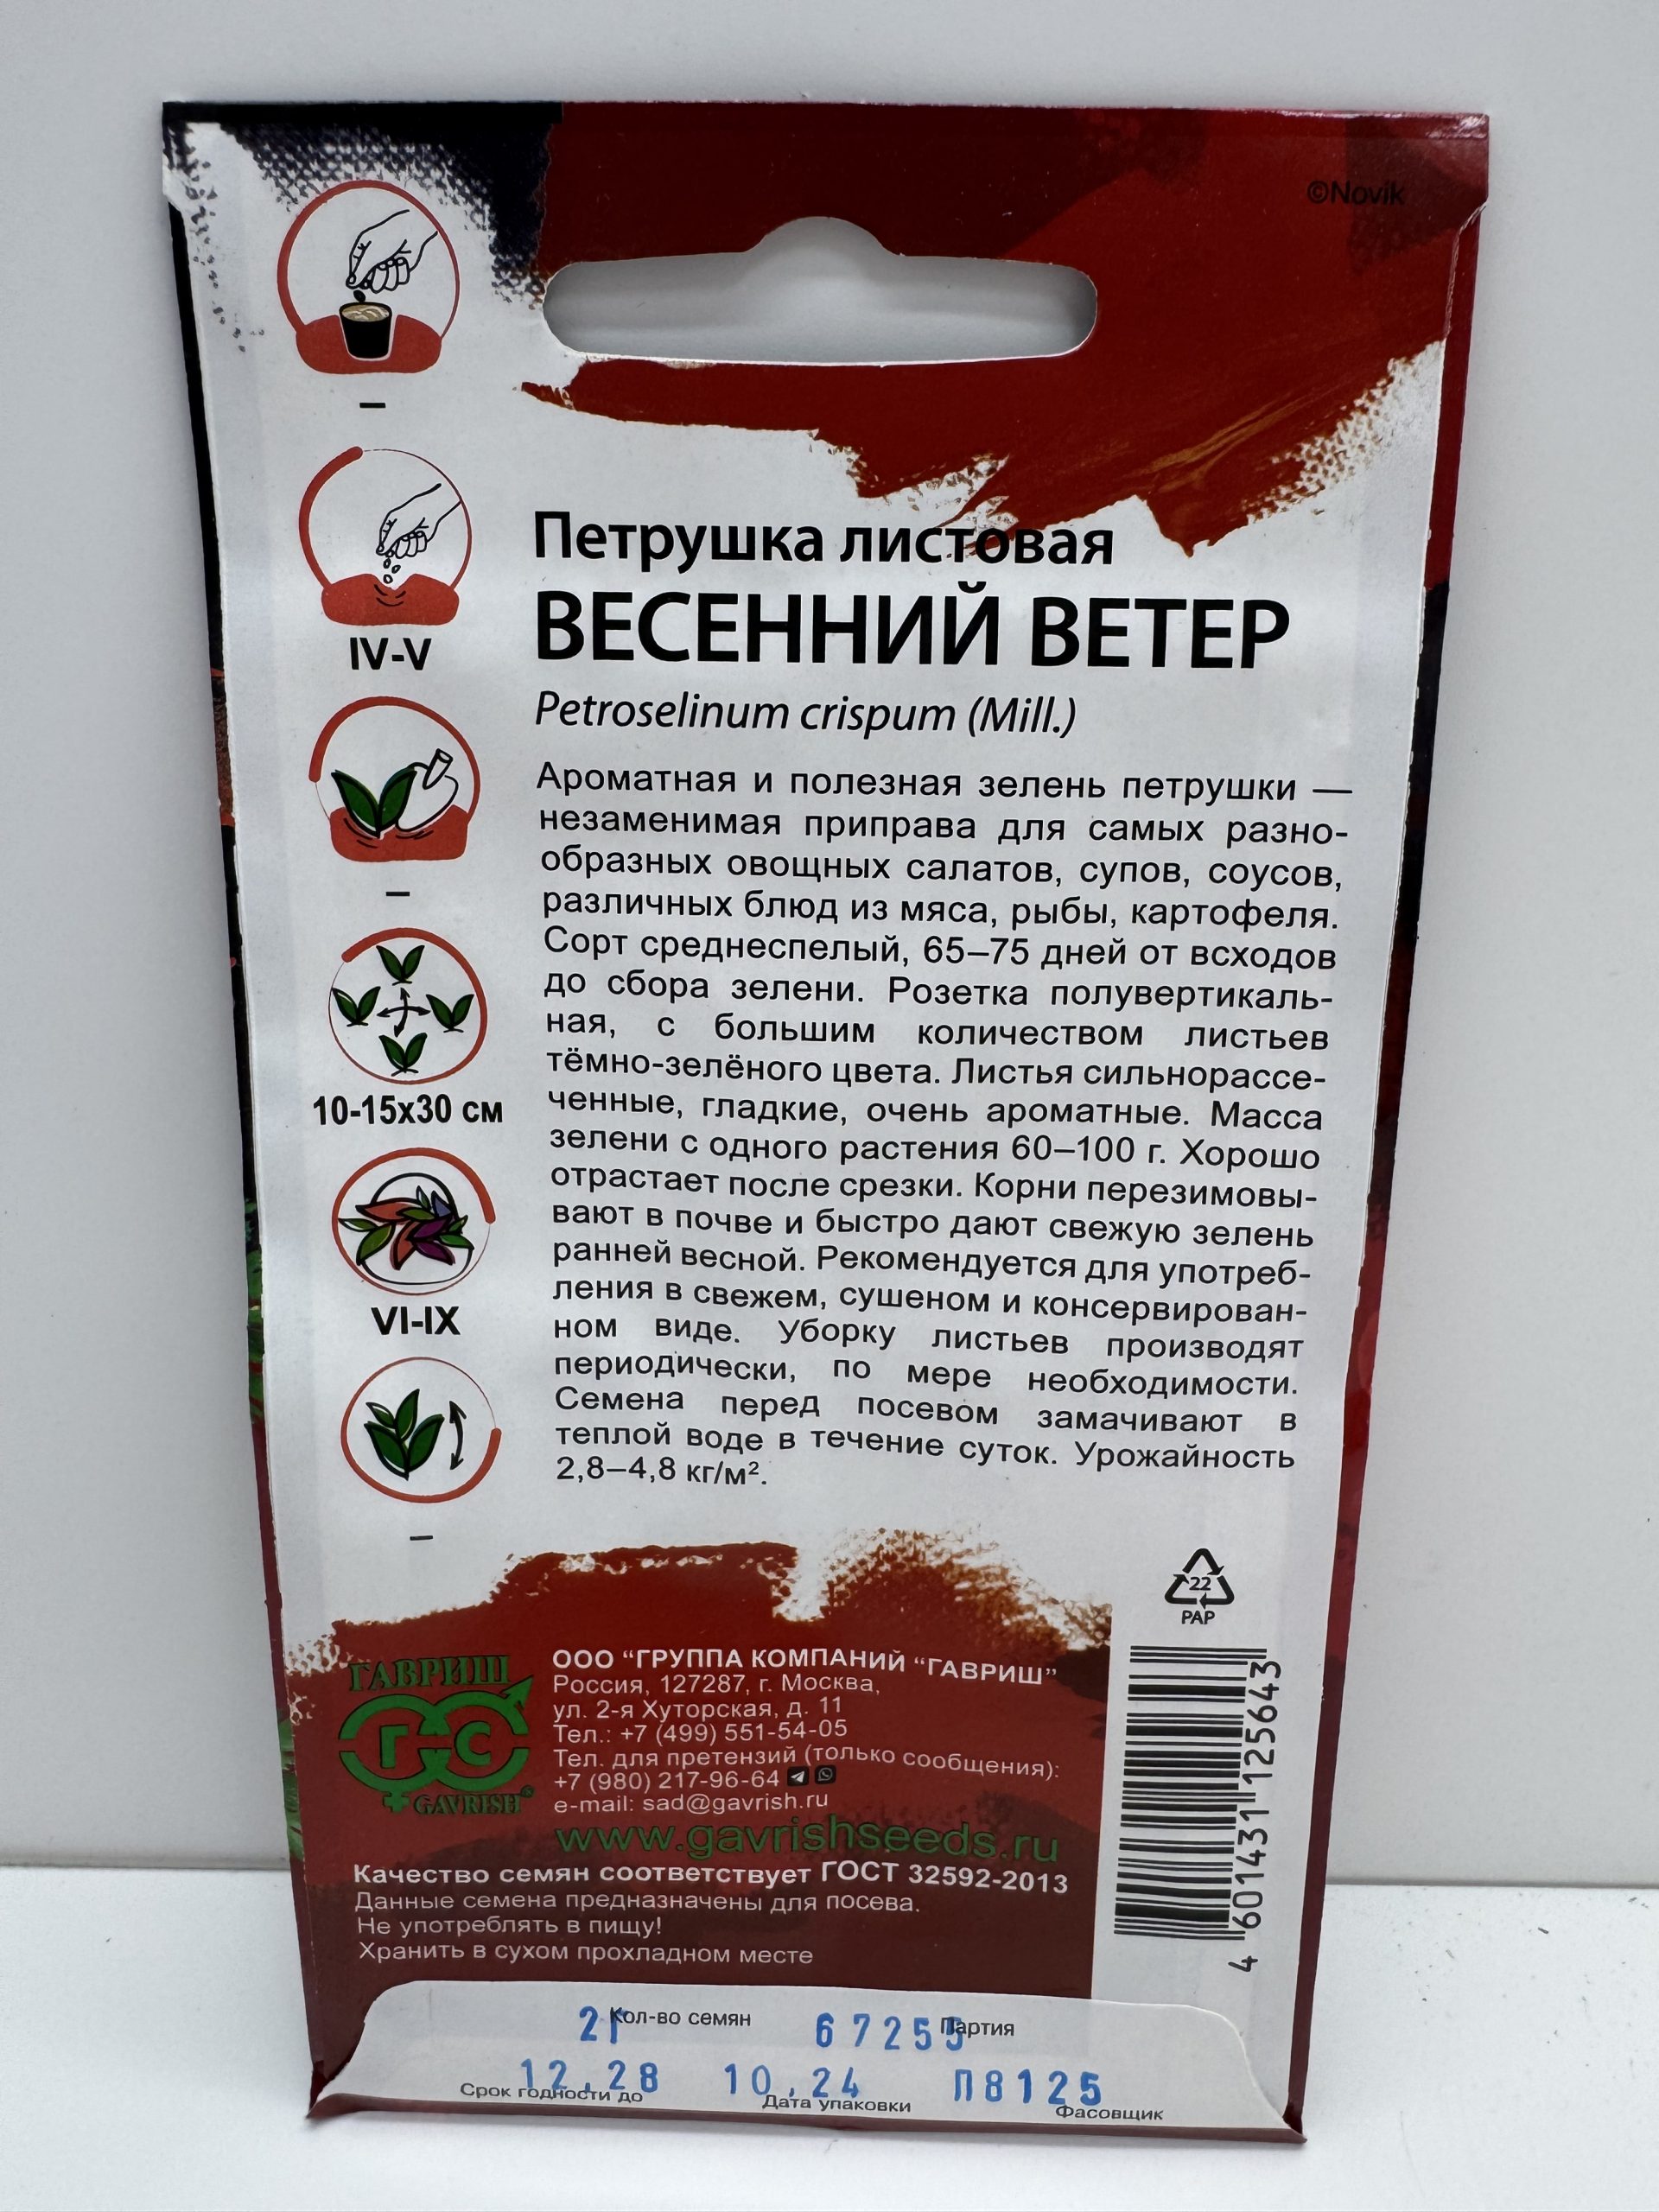 ©Novik
–
IV-V
–
10-15x30 см
VI-IX
–
Петрушка листовая
ВЕСЕННИЙ ВЕТЕР
Petroselinum crispum (Mill.)
Ароматная и полезная зелень петрушки —
незаменимая приправа для самых разно-
образных овощных салатов, супов, соусов,
различных блюд из мяса, рыбы, картофеля.
Сорт среднеспелый, 65–75 дней от всходов
до сбора зелени. Розетка полувертикаль-
ная, с большим количеством листьев
тёмно-зелёного цвета. Листья сильнорассе-
ченные, гладкие, очень ароматные. Масса
зелени с одного растения 60–100 г. Хорошо
отрастает после срезки. Корни перезимовы-
вают в почве и быстро дают свежую зелень
ранней весной. Рекомендуется для употреб-
ления в свежем, сушеном и консервирован-
ном виде. Уборку листьев производят
периодически, по мере необходимости.
Семена перед посевом замачивают в
теплой воде в течение суток. Урожайность
2,8–4,8 кг/м².
22
PAP
ГАВРИШ
ГС
GAVRISH®
ООО “ГРУППА КОМПАНИЙ “ГАВРИШ”
Россия, 127287, г. Москва,
ул. 2-я Хуторская, д. 11
Тел.: +7 (499) 551-54-05
Тел. для претензий (только сообщения):
+7 (980) 217-96-64
e-mail: sad@gavrish.ru
www.gavrishseeds.ru
Качество семян соответствует ГОСТ 32592-2013
Данные семена предназначены для посева.
Не употреблять в пищу!
Хранить в сухом прохладном месте
4 601431 125643
2Г Кол-во семян 67255 Партия
12.28 10.24 П8125
Срок годности до Дата упаковки Фасовщик